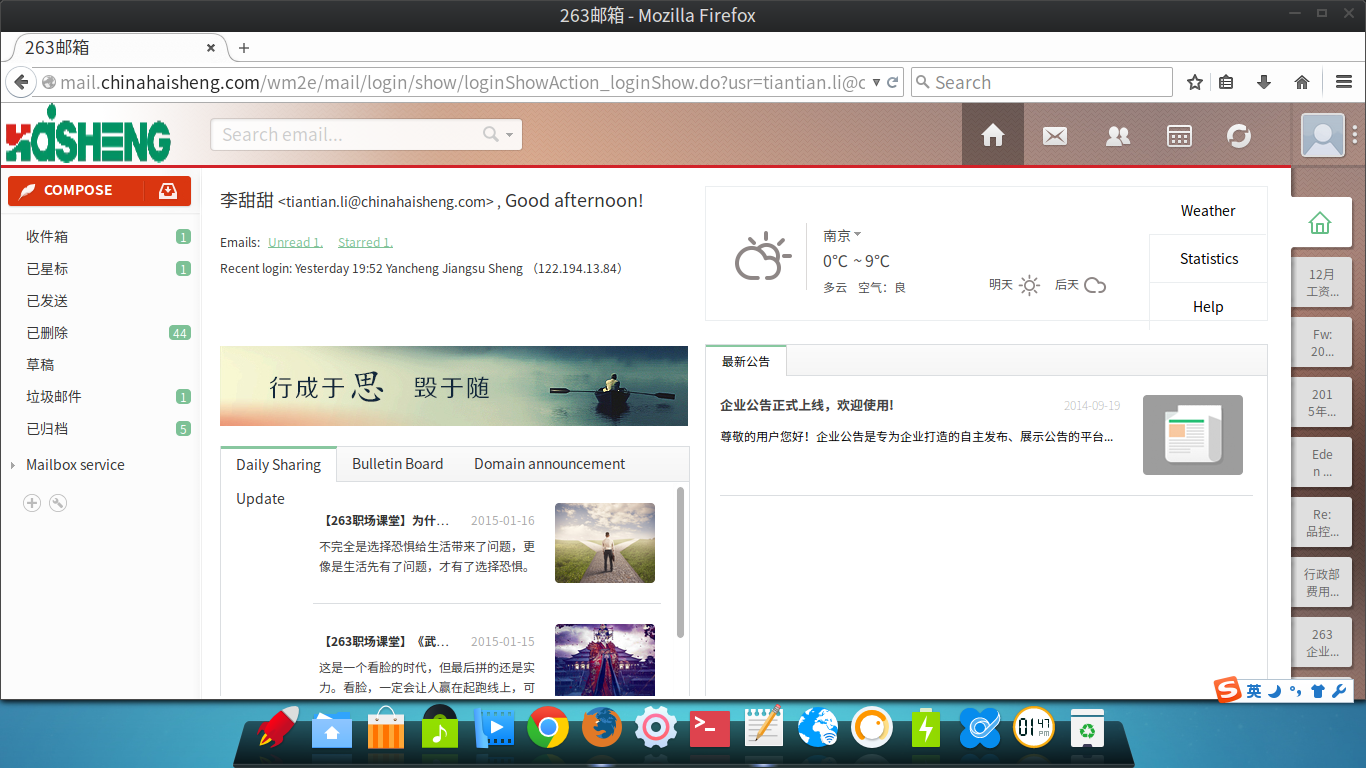 263邮箱 - Mozilla Firefox
263邮箱
mail.chinahaisheng.com/wm2e/mail/login/show/loginShowAction_loginShow.do?usr=tiantian.li@c
Search
HAISHENG
Search email...
COMPOSE
收件箱 1
已星标 1
已发送
已删除 44
草稿
垃圾邮件 1
已归档 5
Mailbox service
李甜甜 <tiantian.li@chinahaisheng.com> , Good afternoon!
Emails: Unread 1. Starred 1.
Recent login: Yesterday 19:52 Yancheng Jiangsu Sheng （122.194.13.84）
南京
0℃ ~ 9℃
多云 空气：良
明天 后天
Weather
Statistics
Help
行成于思 毁于随
Daily Sharing
Bulletin Board
Domain announcement
Update
【263职场课堂】为什... 2015-01-16
不完全是选择恐惧给生活带来了问题，更
像是生活先有了问题，才有了选择恐惧。
【263职场课堂】《武... 2015-01-15
这是一个看脸的时代，但最后拼的还是实
力。看脸，一定会让人赢在起跑线上，可
最新公告
企业公告正式上线，欢迎使用! 2014-09-19
尊敬的用户您好！企业公告是专为企业打造的自主发布、展示公告的平台...
12月
工资...
Fw:
20...
201
5年...
Ede
n ...
Re:
品控...
行政部
费用...
263
企业...
英
01 47
PM